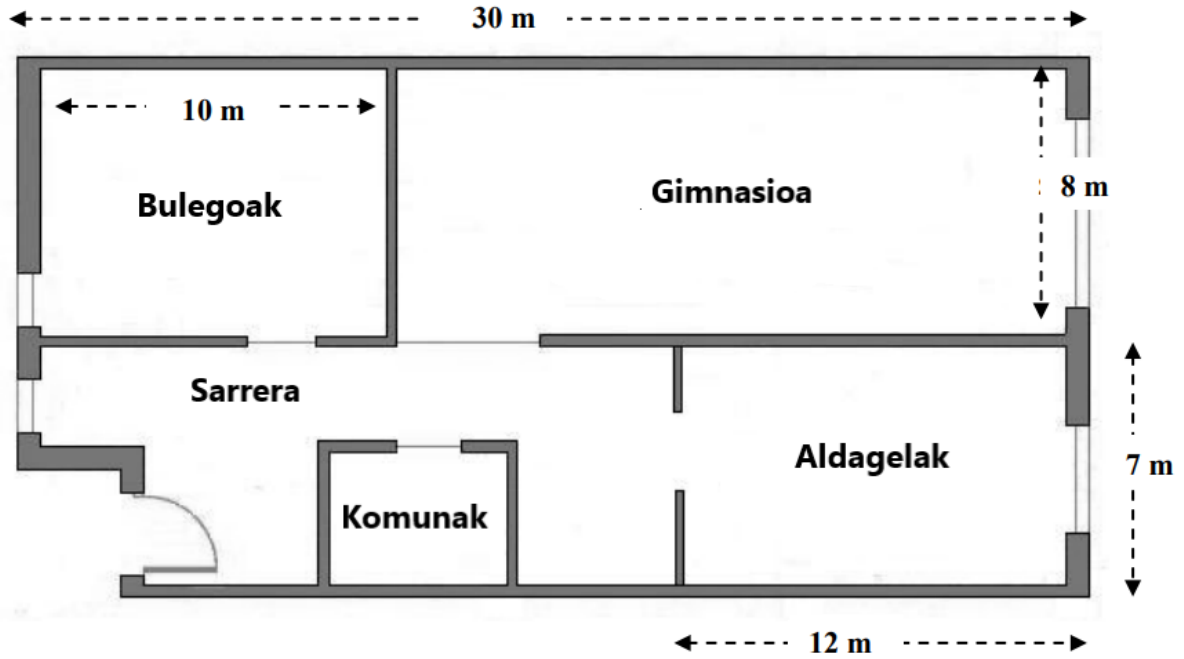 30 m
10 m
Bulegoak
Gimnasioa
8 m
Sarrera
Aldagelak
7 m
Komunak
12 m